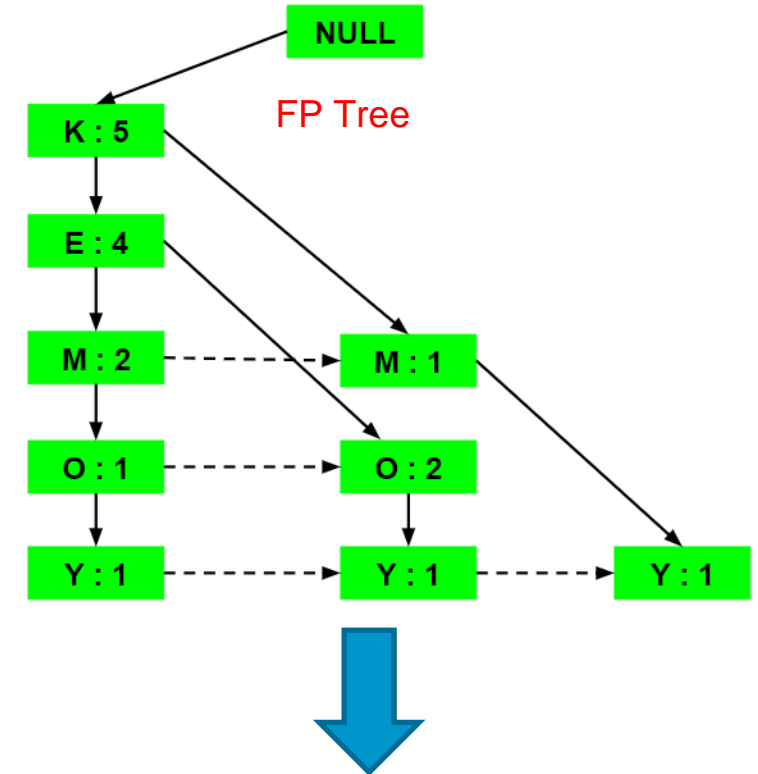 NULL
FP Tree
K : 5
E : 4
M : 2
M : 1
O : 1
O : 2
Y : 1
Y : 1
Y : 1